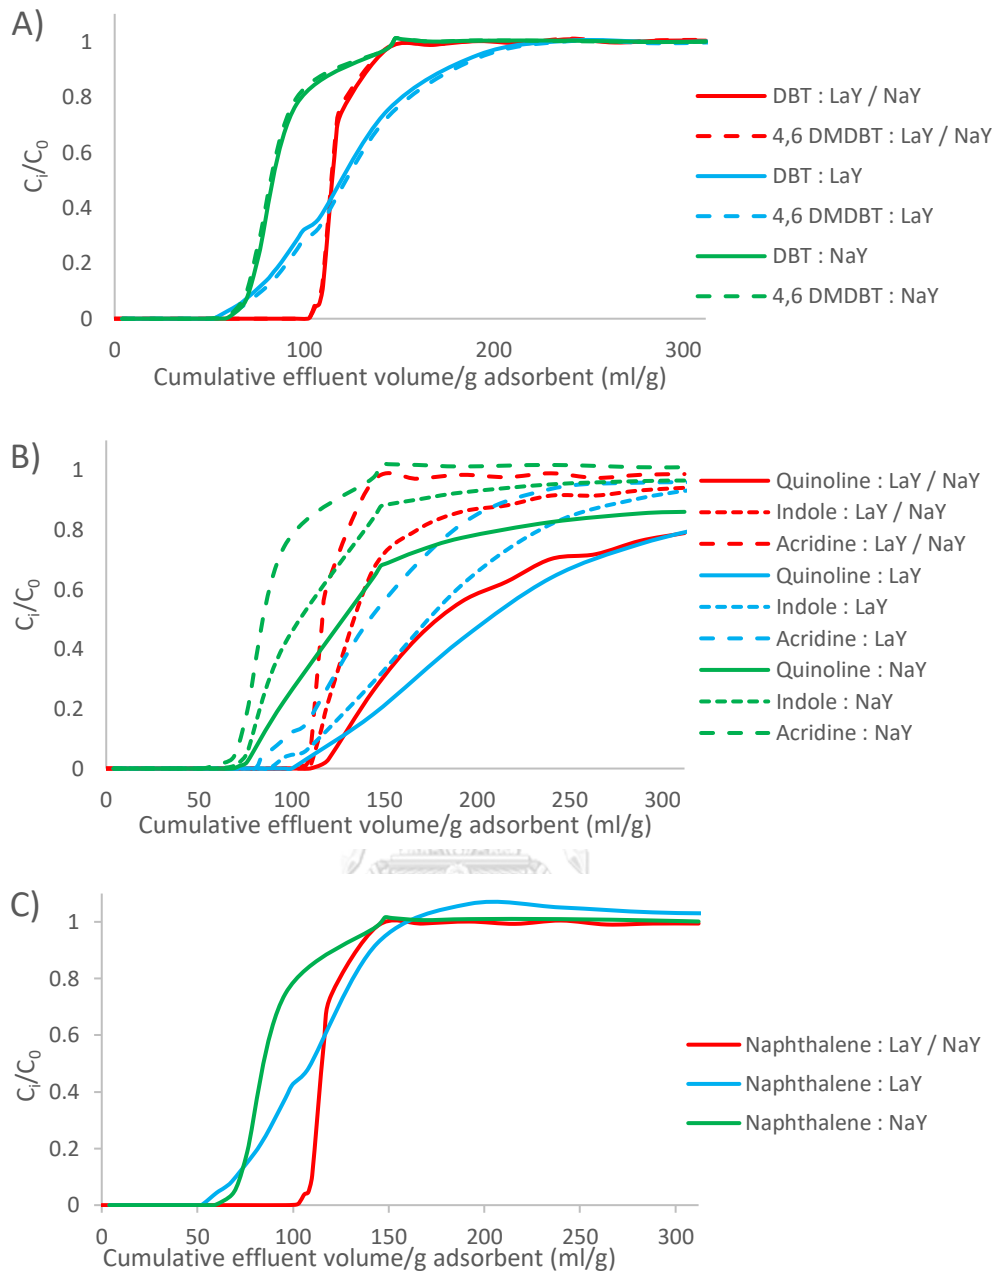 A)
1
0.8
0.6
0.4
0.2
0
Cᵢ/C₀
0 100 200 300
Cumulative effluent volume/g adsorbent (ml/g)
DBT : LaY / NaY
4,6 DMDBT : LaY / NaY
DBT : LaY
4,6 DMDBT : LaY
DBT : NaY
4,6 DMDBT : NaY
B)
1
0.8
0.6
0.4
0.2
0
Cᵢ/C₀
0 50 100 150 200 250 300
Cumulative effluent volume/g adsorbent (ml/g)
Quinoline : LaY / NaY
Indole : LaY / NaY
Acridine : LaY / NaY
Quinoline : LaY
Indole : LaY
Acridine : LaY
Quinoline : NaY
Indole : NaY
Acridine : NaY
C)
1
0.8
0.6
0.4
0.2
0
Cᵢ/C₀
0 50 100 150 200 250 300
Cumulative effluent volume/g adsorbent (ml/g)
Naphthalene : LaY / NaY
Naphthalene : LaY
Naphthalene : NaY